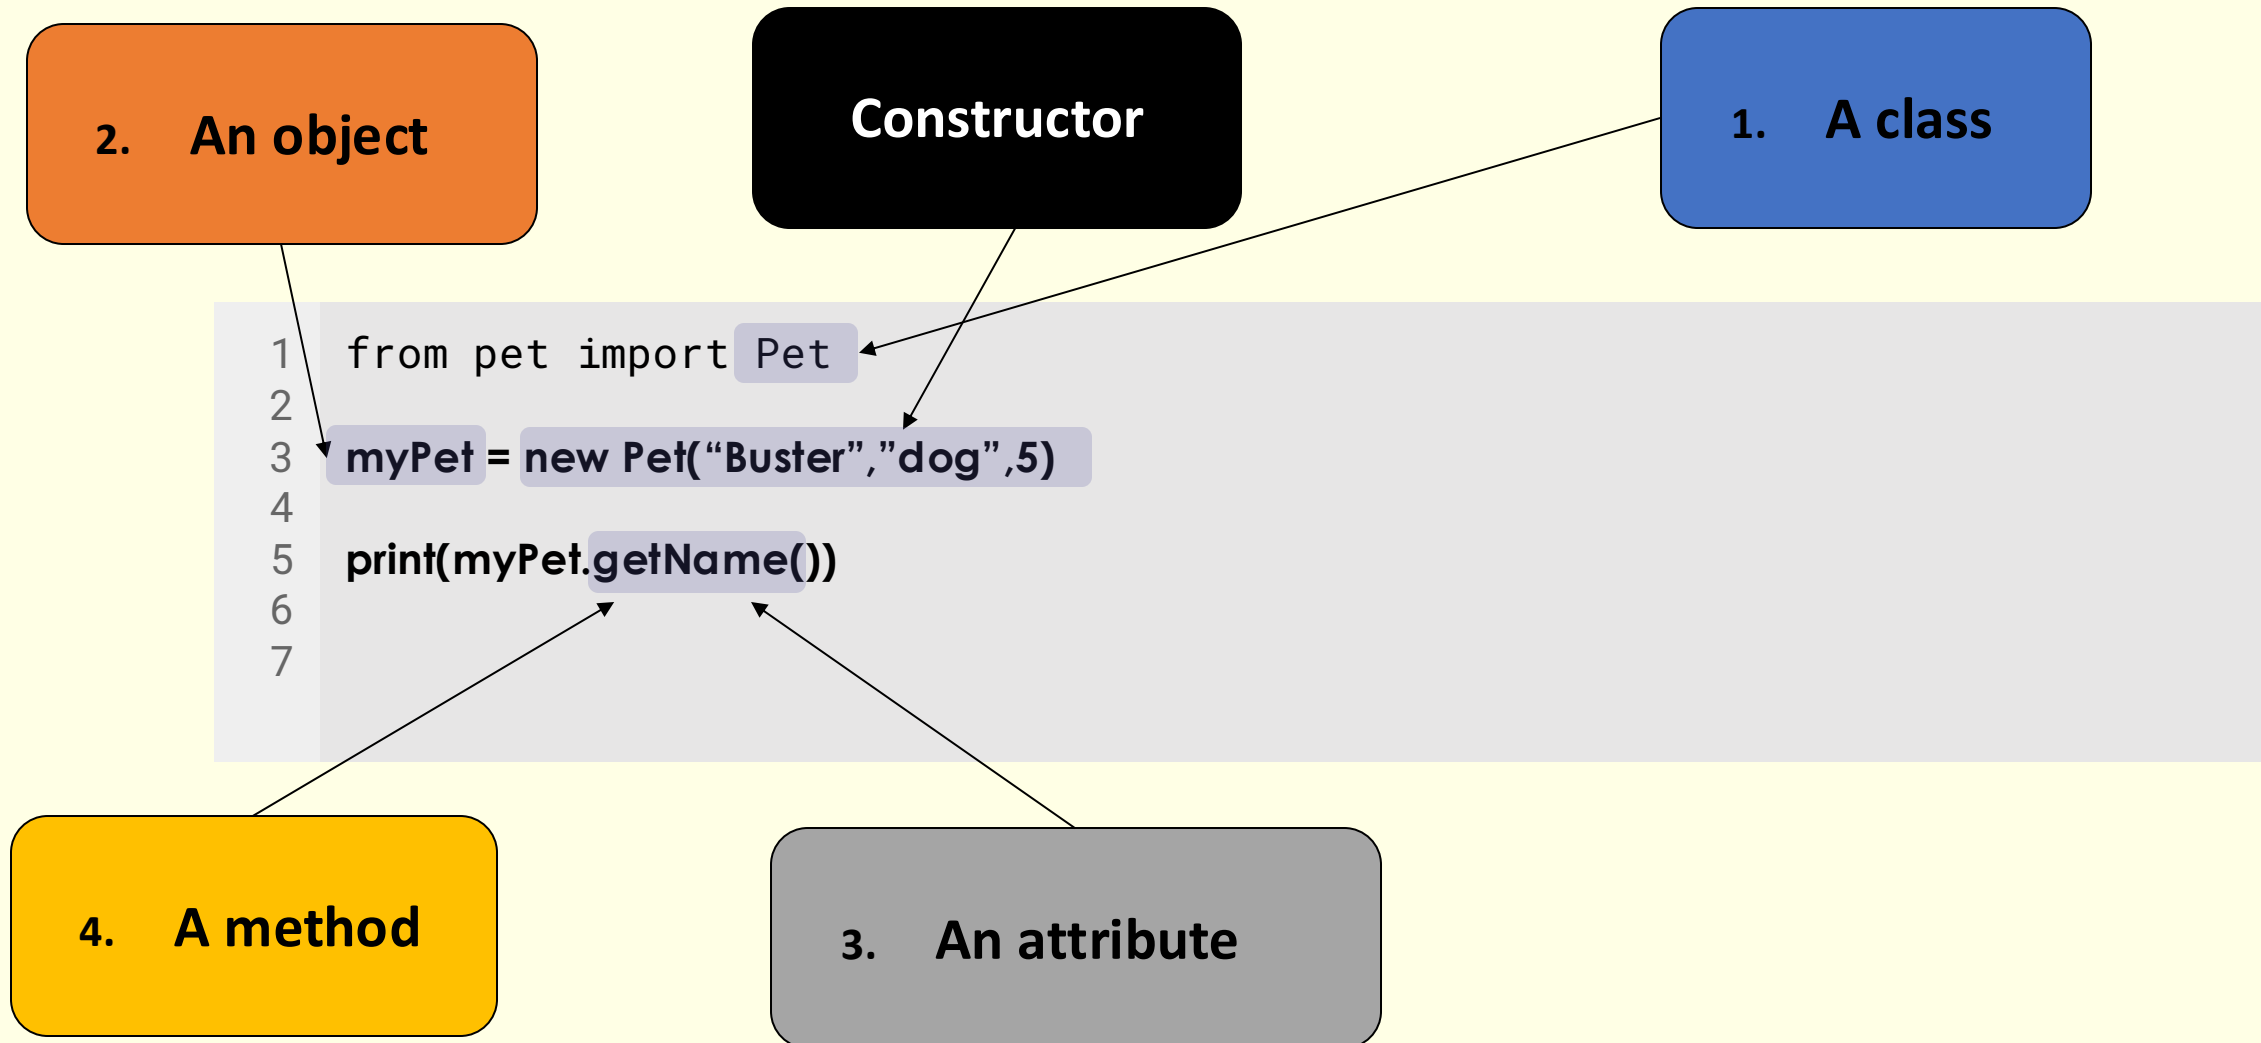 2. An object
Constructor
1. A class
1 from pet import Pet
2
3 myPet = new Pet(“Buster”,”dog”,5)
4
5 print(myPet.getName())
6
7
4. A method
3. An attribute